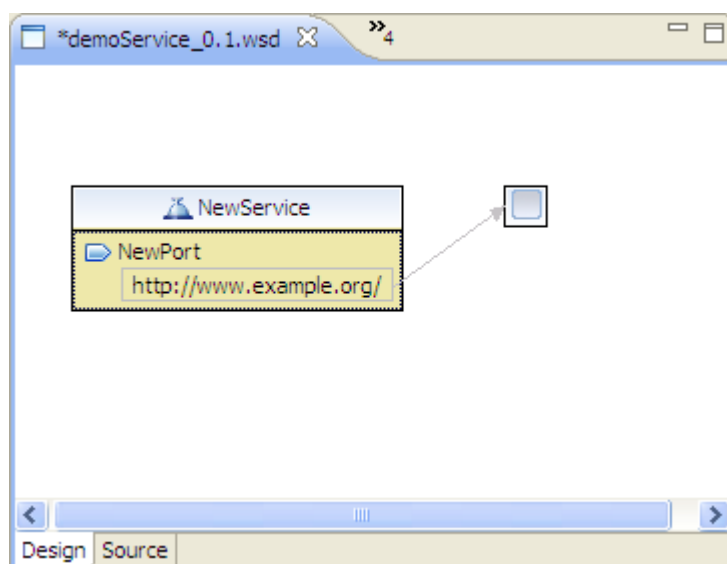 *demoService_0.1.wsd
»4
NewService
NewPort
http://www.example.org/
Design Source